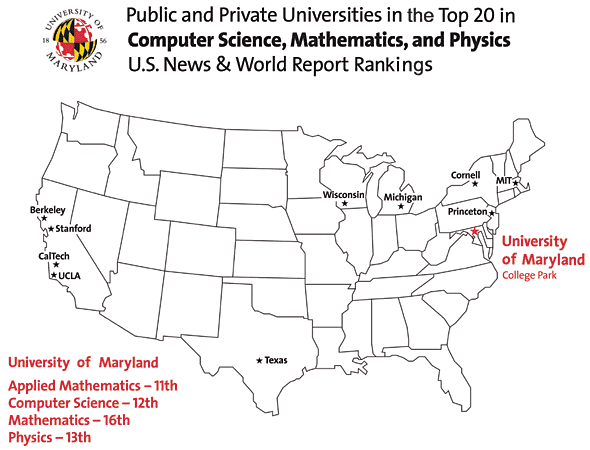 UNIVERSITY OF
18 56
MARYLAND
Public and Private Universities in the Top 20 in
Computer Science, Mathematics, and Physics
U.S. News & World Report Rankings
Cornell
MIT
Wisconsin
Michigan
Princeton
Berkeley
Stanford
University
of Maryland
College Park
CalTech
UCLA
Texas
University of Maryland
Applied Mathematics – 11th
Computer Science – 12th
Mathematics – 16th
Physics – 13th